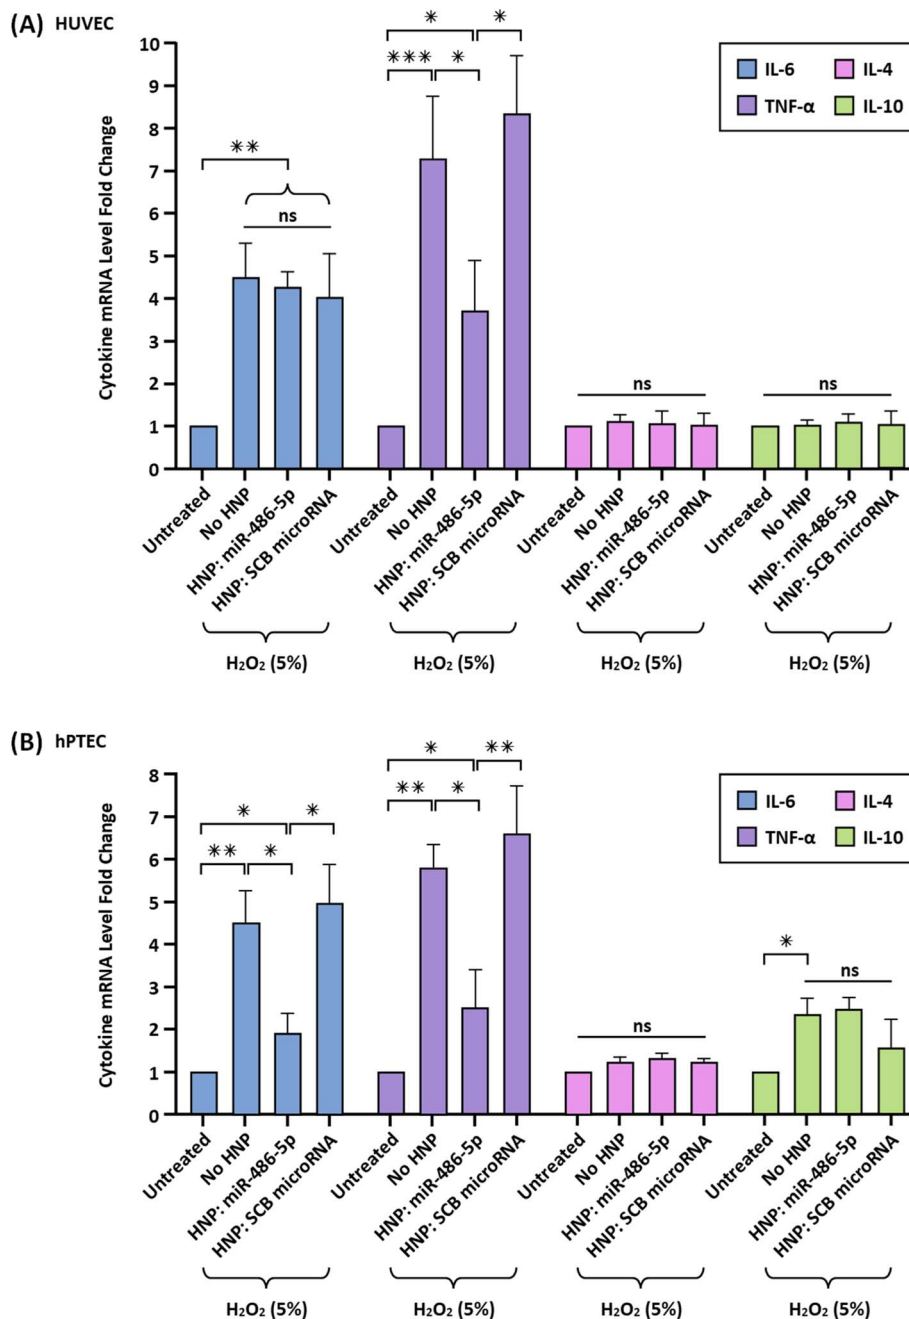 (A) HUVEC
Cytokine mRNA Level Fold Change
10
9
8
7
6
5
4
3
2
1
0
** ns
*** * * *
ns
ns
IL-6 IL-4
TNF-α IL-10
Untreated No HNP HNP: miR-486-5p HNP: SCB microRNA
Untreated No HNP HNP: miR-486-5p HNP: SCB microRNA
Untreated No HNP HNP: miR-486-5p HNP: SCB microRNA
Untreated No HNP HNP: miR-486-5p HNP: SCB microRNA
H₂O₂ (5%) H₂O₂ (5%) H₂O₂ (5%) H₂O₂ (5%)
(B) hPTEC
Cytokine mRNA Level Fold Change
8
7
6
5
4
3
2
1
0
* *
** *
* **
** *
ns
* ns
IL-6 IL-4
TNF-α IL-10
Untreated No HNP HNP: miR-486-5p HNP: SCB microRNA
Untreated No HNP HNP: miR-486-5p HNP: SCB microRNA
Untreated No HNP HNP: miR-486-5p HNP: SCB microRNA
Untreated No HNP HNP: miR-486-5p HNP: SCB microRNA
H₂O₂ (5%) H₂O₂ (5%) H₂O₂ (5%) H₂O₂ (5%)